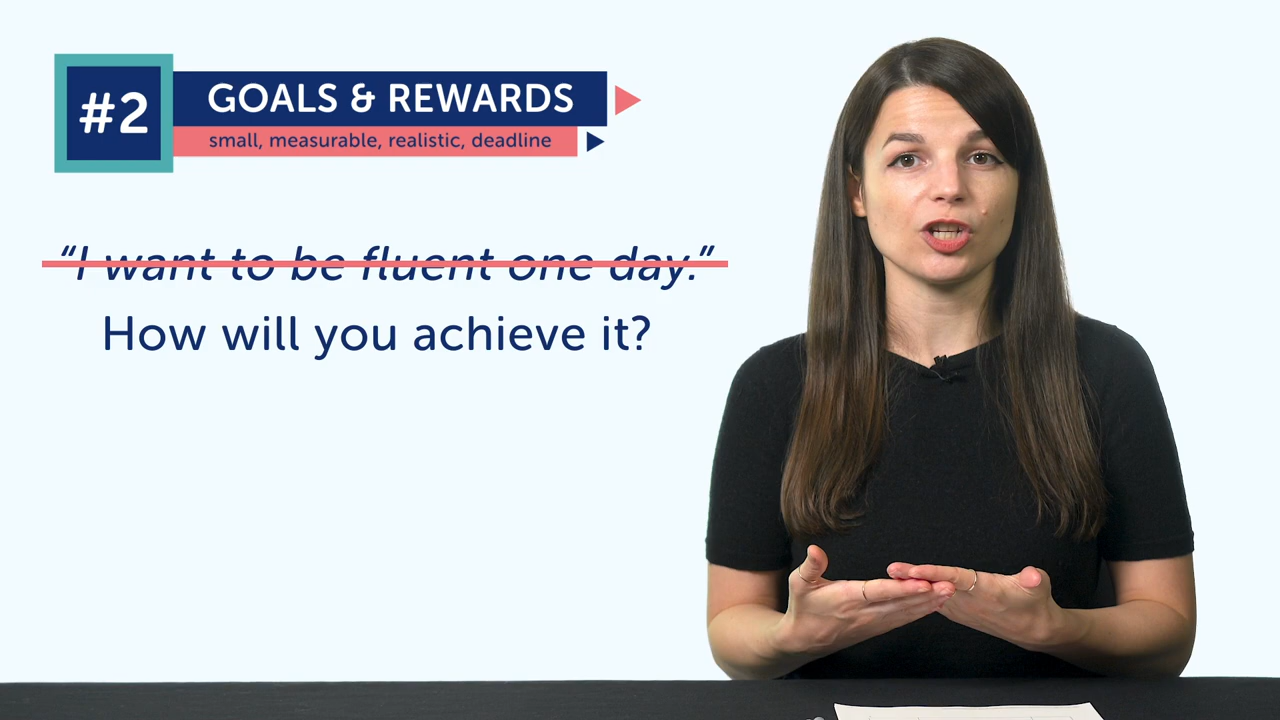 #2
GOALS & REWARDS
small, measurable, realistic, deadline
“I want to be fluent one day.”
How will you achieve it?